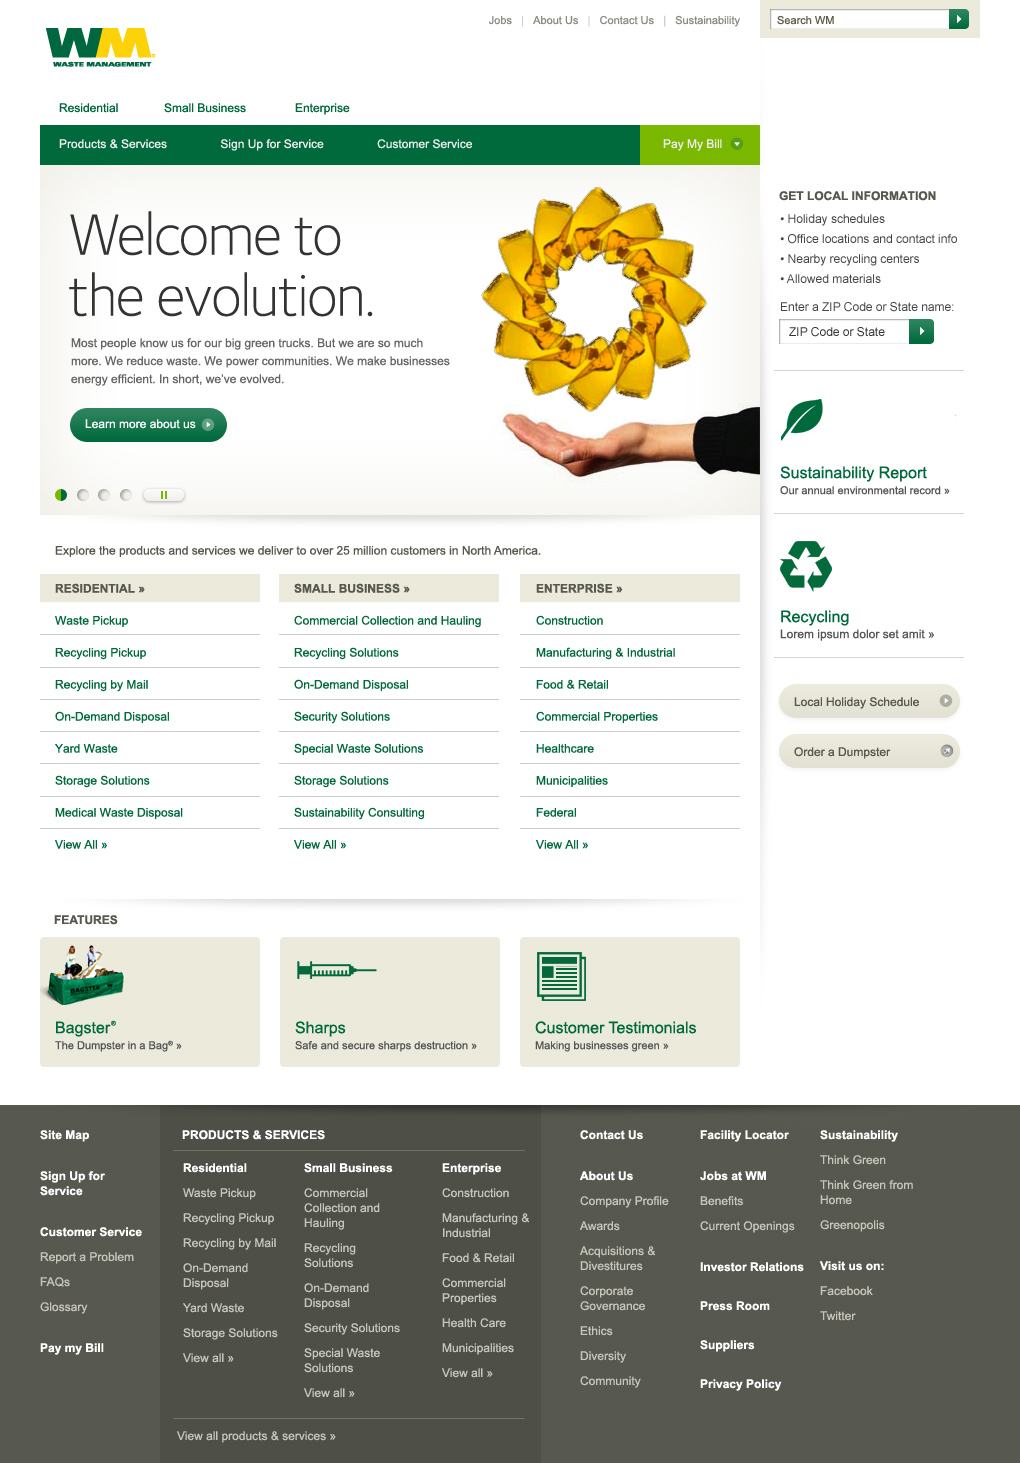 Jobs | About Us | Contact Us | Sustainability
Search WM
WM
WASTE MANAGEMENT
Residential
Small Business
Enterprise
Products & Services
Sign Up for Service
Customer Service
Pay My Bill
Welcome to
the evolution.
Most people know us for our big green trucks. But we are so much
more. We reduce waste. We power communities. We make businesses
energy efficient. In short, we've evolved.
Learn more about us
GET LOCAL INFORMATION
• Holiday schedules
• Office locations and contact info
• Nearby recycling centers
• Allowed materials
Enter a ZIP Code or State name:
ZIP Code or State
Sustainability Report
Our annual environmental record »
Recycling
Lorem ipsum dolor set amit »
Local Holiday Schedule
Order a Dumpster
Explore the products and services we deliver to over 25 million customers in North America.
RESIDENTIAL »
Waste Pickup
Recycling Pickup
Recycling by Mail
On-Demand Disposal
Yard Waste
Storage Solutions
Medical Waste Disposal
View All »
SMALL BUSINESS »
Commercial Collection and Hauling
Recycling Solutions
On-Demand Disposal
Security Solutions
Special Waste Solutions
Storage Solutions
Sustainability Consulting
View All »
ENTERPRISE »
Construction
Manufacturing & Industrial
Food & Retail
Commercial Properties
Healthcare
Municipalities
Federal
View All »
FEATURES
BAGSTER
Bagster®
The Dumpster in a Bag® »
Sharps
Safe and secure sharps destruction »
Customer Testimonials
Making businesses green »
Site Map
Sign Up for
Service
Customer Service
Report a Problem
FAQs
Glossary
Pay my Bill
PRODUCTS & SERVICES
Residential
Waste Pickup
Recycling Pickup
Recycling by Mail
On-Demand
Disposal
Yard Waste
Storage Solutions
View all »
Small Business
Commercial
Collection and
Hauling
Recycling
Solutions
On-Demand
Disposal
Security Solutions
Special Waste
Solutions
View all »
Enterprise
Construction
Manufacturing &
Industrial
Food & Retail
Commercial
Properties
Health Care
Municipalities
View all »
View all products & services »
Contact Us
About Us
Company Profile
Awards
Acquisitions &
Divestitures
Corporate
Governance
Ethics
Diversity
Community
Facility Locator
Jobs at WM
Benefits
Current Openings
Investor Relations
Press Room
Suppliers
Privacy Policy
Sustainability
Think Green
Think Green from
Home
Greenopolis
Visit us on:
Facebook
Twitter